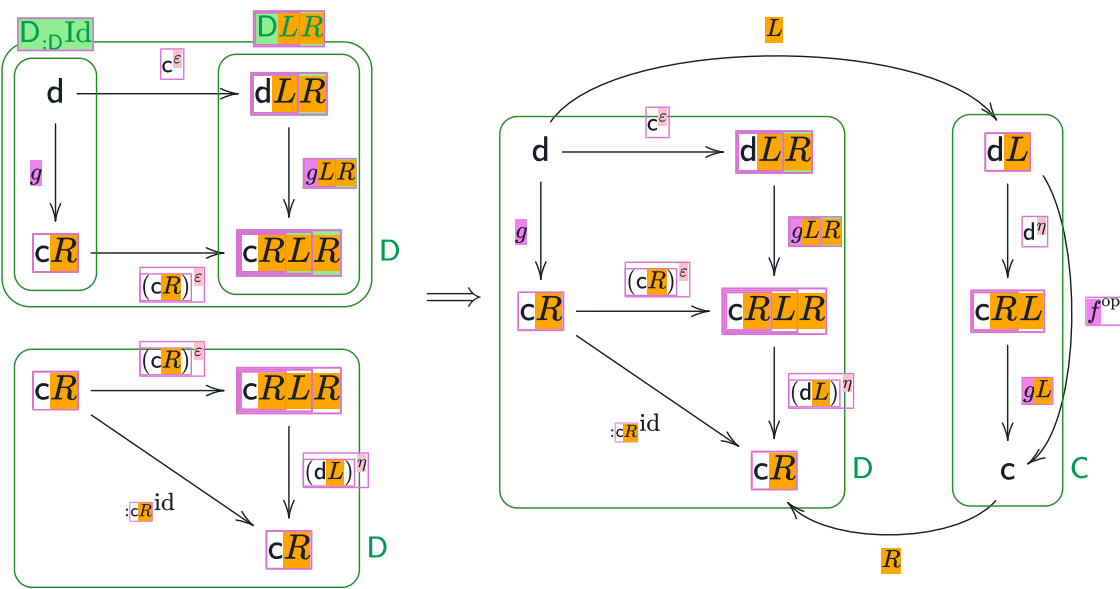 D:DId
DLR
cε
d
dLR
g
gLR
cR
cRLR
D
(cR)ε
(cR)ε
cR
cRLR
(dL)η
:cRid
cR
D
L
cε
d
dLR
dL
g
gLR
dη
(cR)ε
cR
cRLR
cRL
fop
(dL)η
gL
:cRid
cR
D
c
C
R